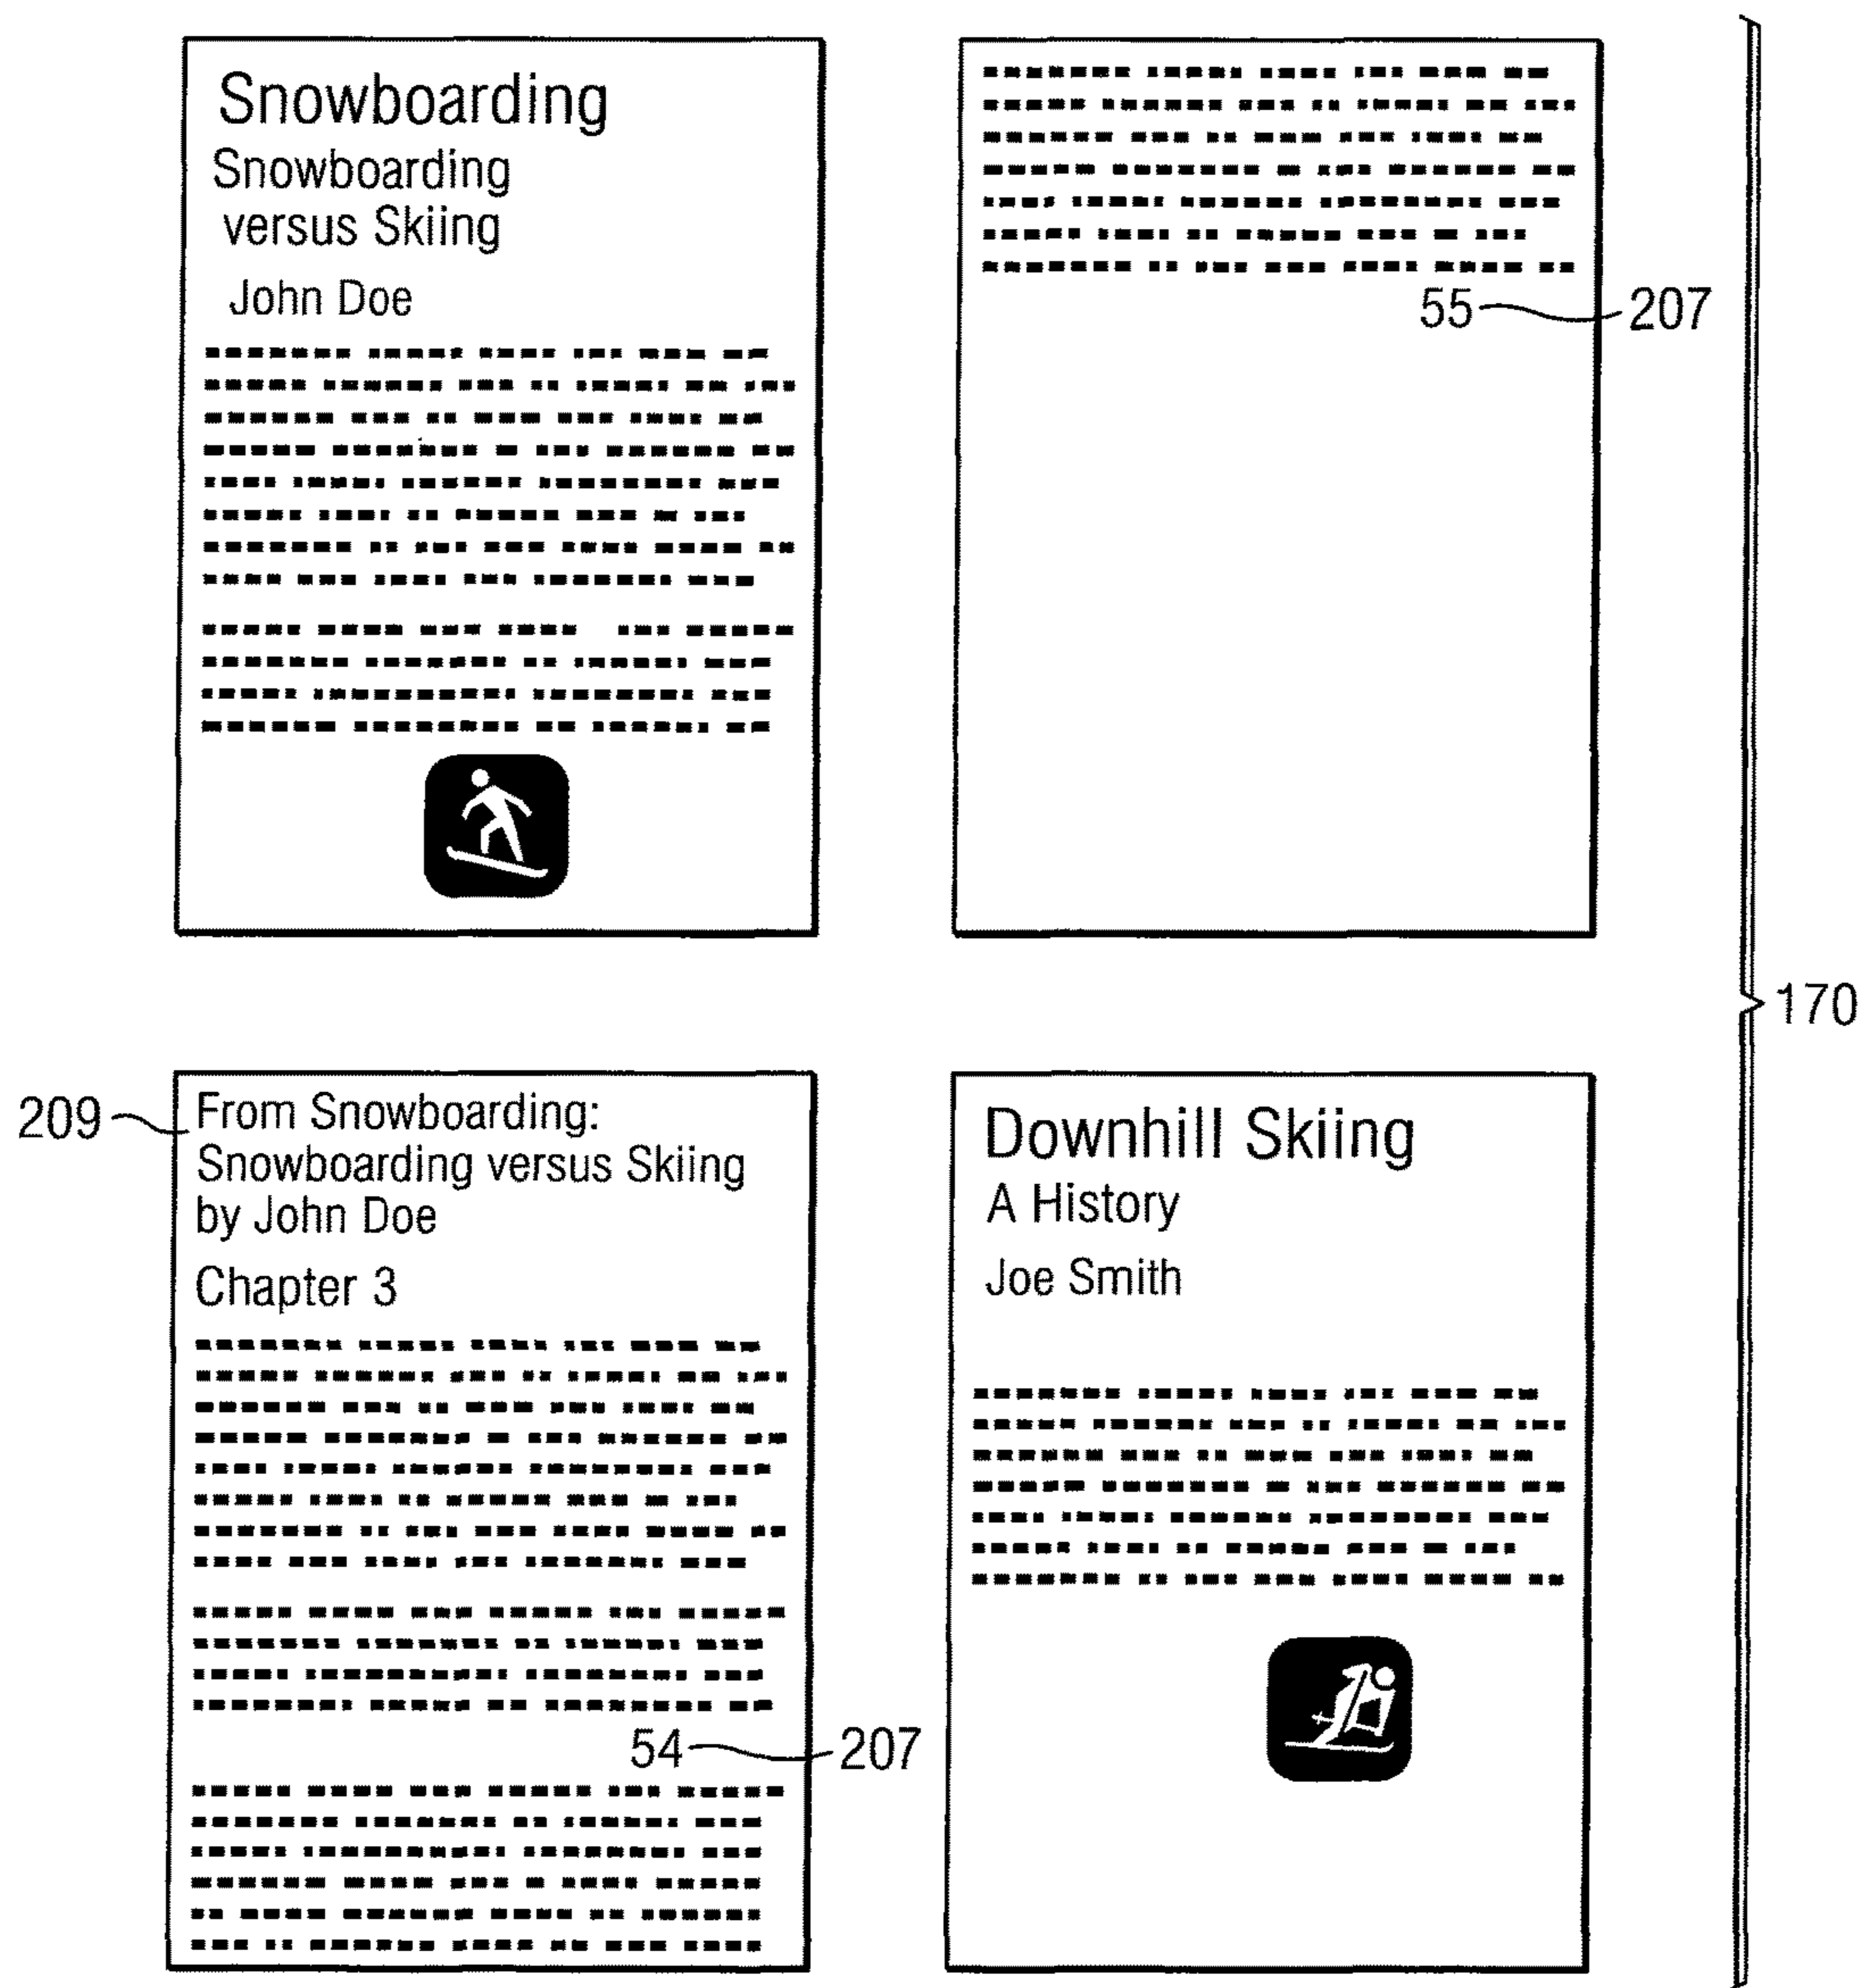 Snowboarding
Snowboarding
versus Skiing
John Doe
55
207
170
209
From Snowboarding:
Snowboarding versus Skiing
by John Doe
Chapter 3
54
207
Downhill Skiing
A History
Joe Smith